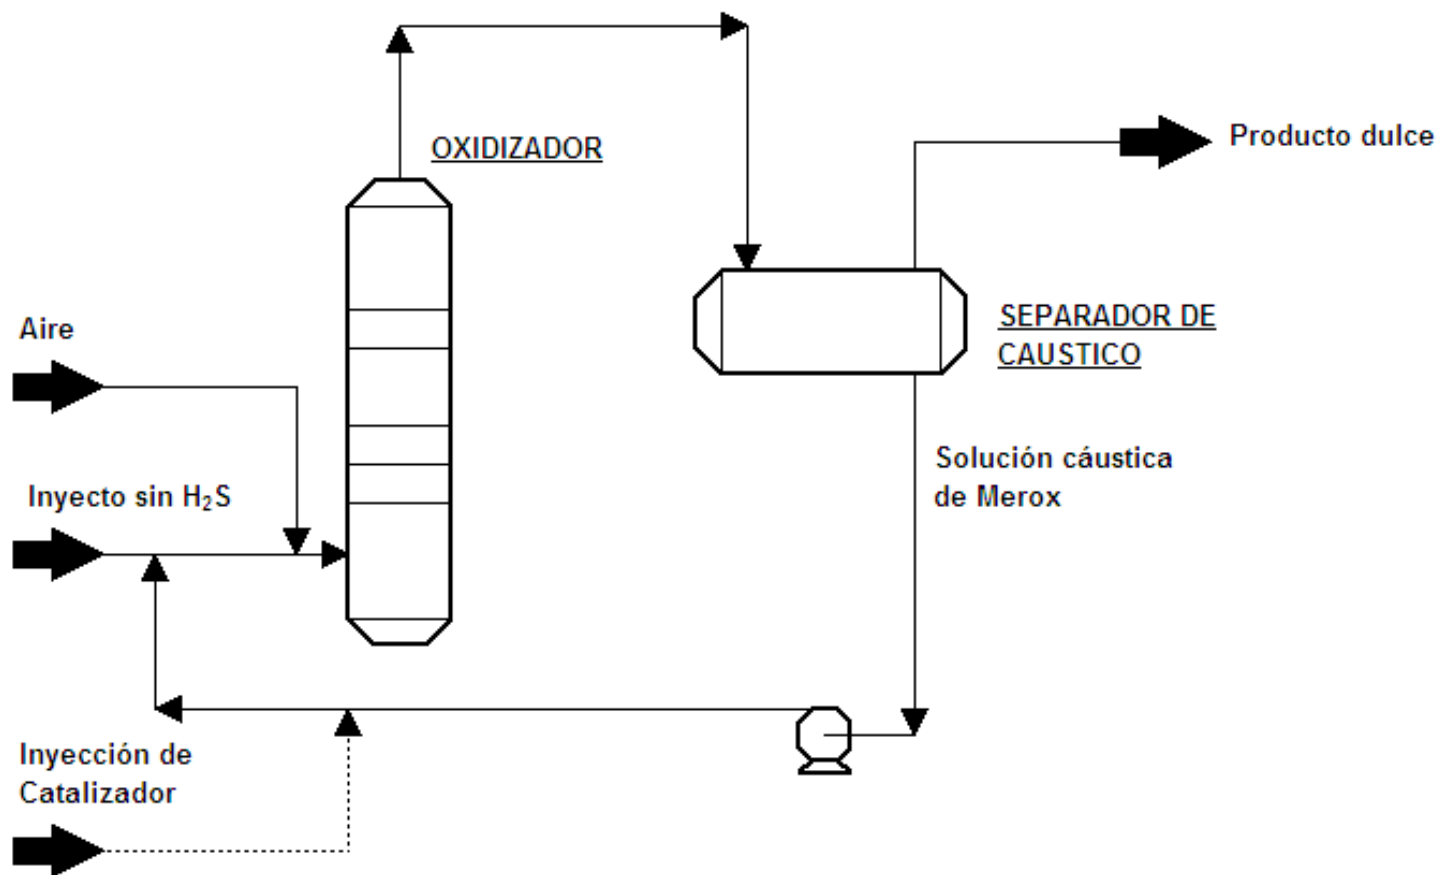 OXIDIZADOR
Producto dulce
Aire
SEPARADOR DE
CAUSTICO
Inyecto sin H₂S
Solución cáustica
de Merox
Inyección de
Catalizador